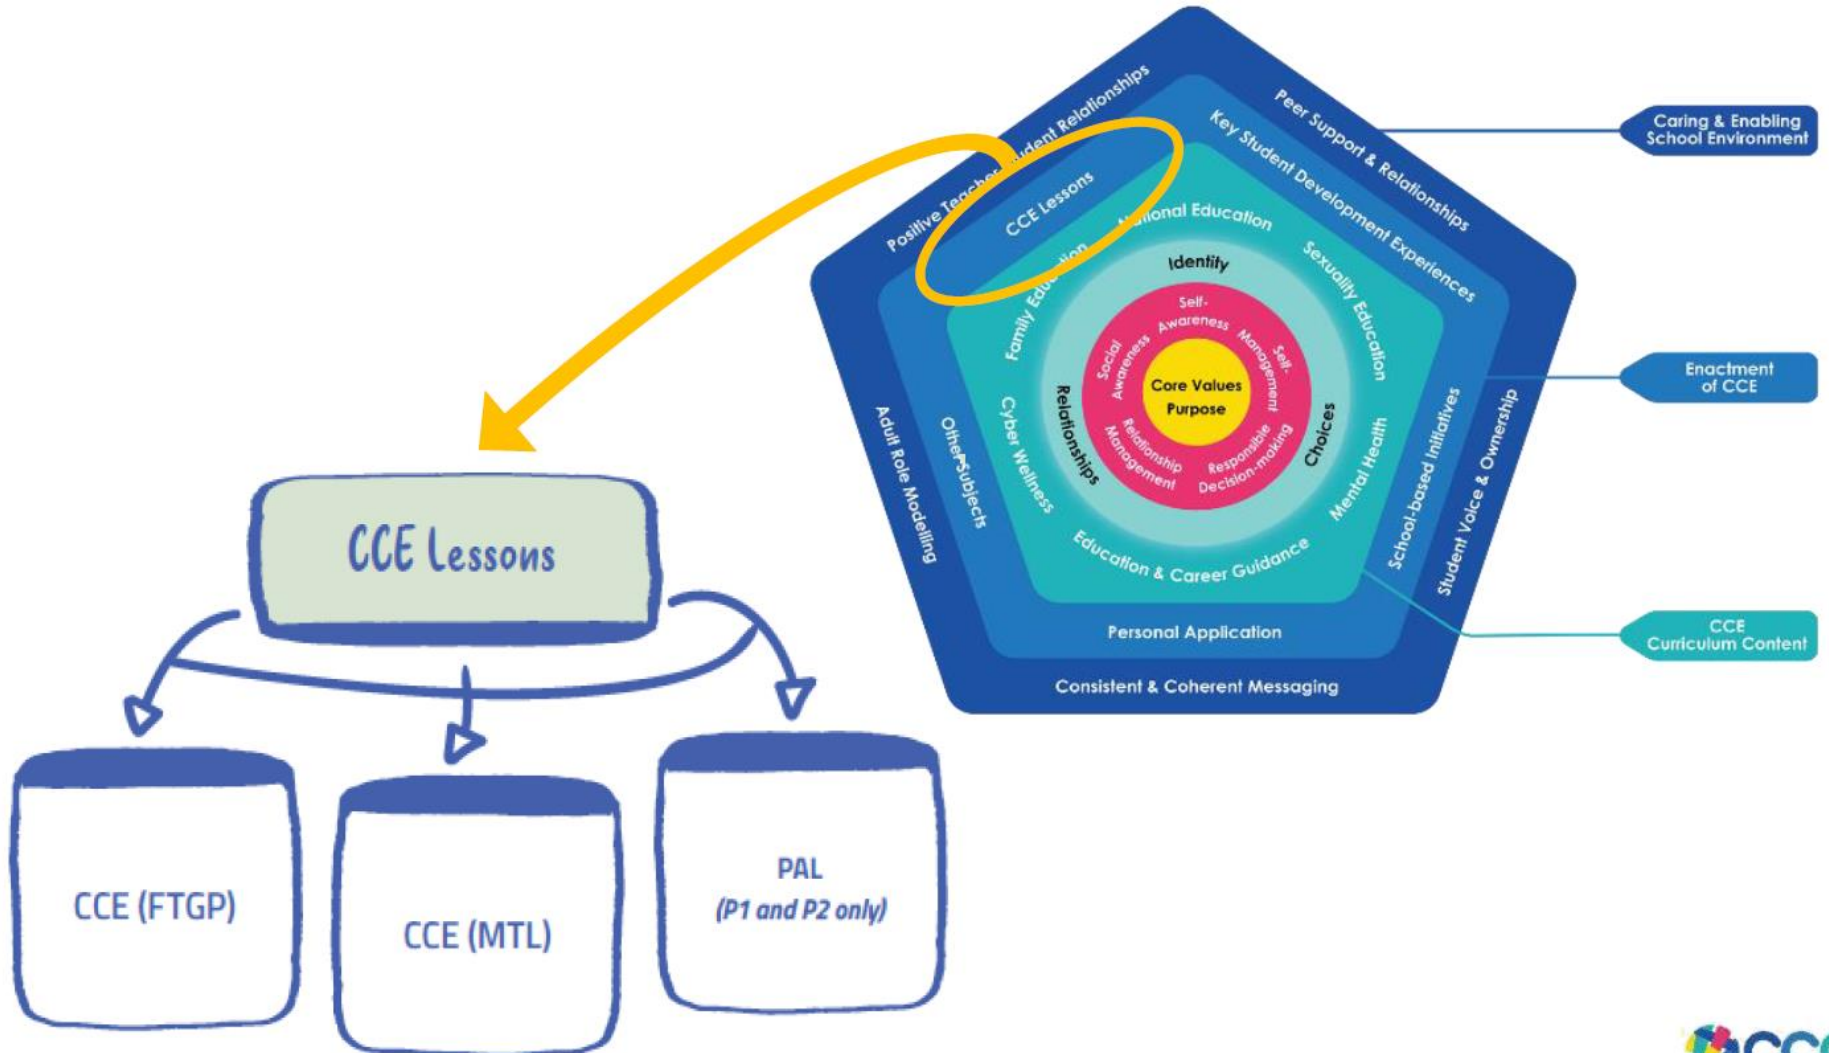 Positive Teacher Student Relationships
Peer Support & Relationships
CCE Lessons
Key Student Development Experiences
National Education
Family Education
Sexuality Education
Identity
Self-
Awareness
Social
Awareness
Self-
Management
Core Values
Purpose
Relationships
Choices
Relationship
Management
Responsible
Decision-making
Cyber Wellness
Mental Health
Education & Career Guidance
Other Subjects
School-based Initiatives
Adult Role Modelling
Student Voice & Ownership
Personal Application
Consistent & Coherent Messaging
Caring & Enabling
School Environment
Enactment
of CCE
CCE
Curriculum Content
CCE Lessons
CCE (FTGP)
CCE (MTL)
PAL
(P1 and P2 only)